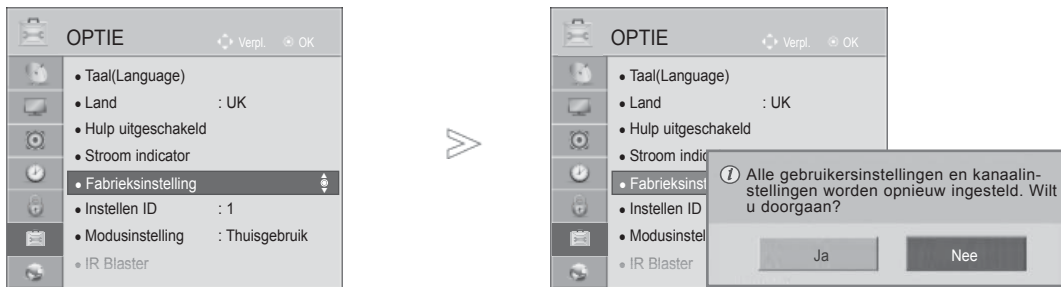 OPTIE Verpl. OK
Taal(Language)
Land : UK
Hulp uitgeschakeld
Stroom indicator
Fabrieksinstelling
Instellen ID : 1
Modusinstelling : Thuisgebruik
IR Blaster
OPTIE Verpl. OK
Taal(Language)
Land : UK
Hulp uitgeschakeld
Stroom indic
Fabrieksinst
Instellen ID
Modusinstel
IR Blaster
Alle gebruikersinstellingen en kanaalin-
stellingen worden opnieuw ingesteld. Wilt
u doorgaan?
Ja Nee